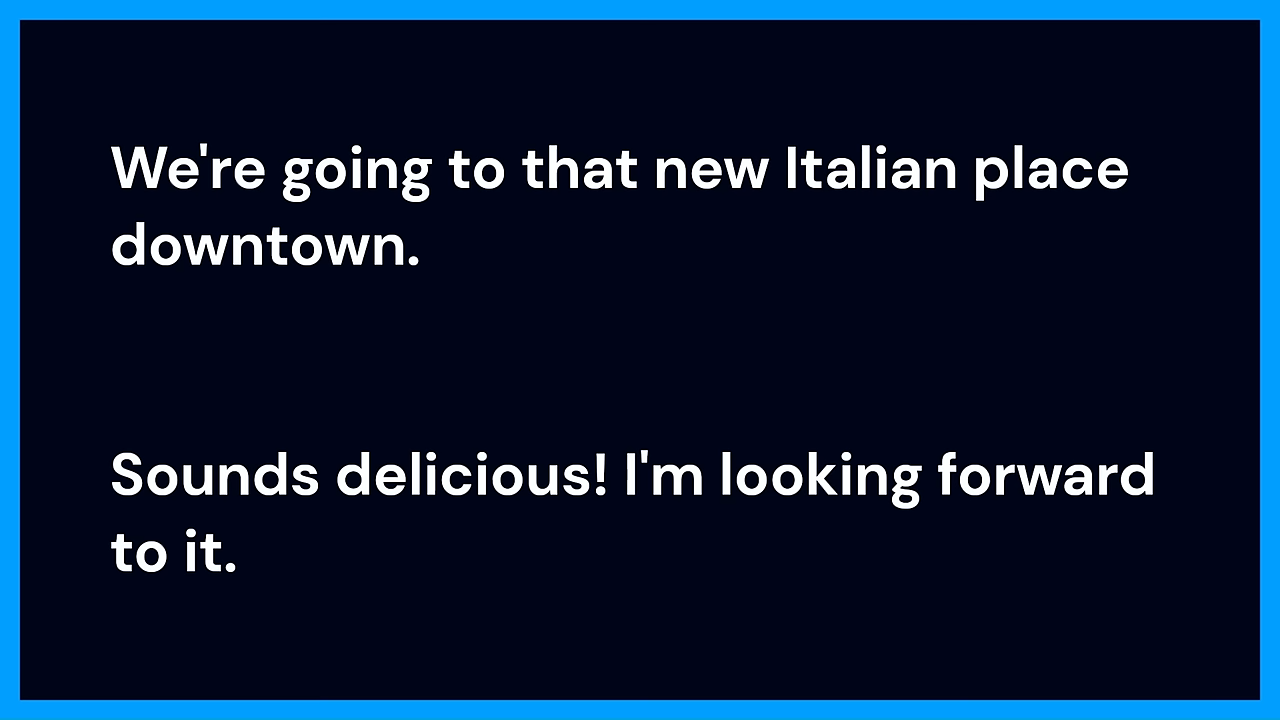 We're going to that new Italian place
downtown.
Sounds delicious! I'm looking forward
to it.